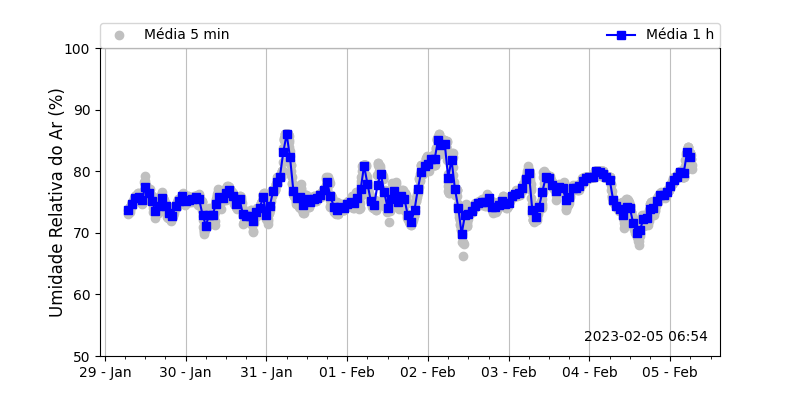 Média 5 min
Média 1 h
Umidade Relativa do Ar (%)
100
90
80
70
60
50
2023-02-05 06:54
29 - Jan
30 - Jan
31 - Jan
01 - Feb
02 - Feb
03 - Feb
04 - Feb
05 - Feb